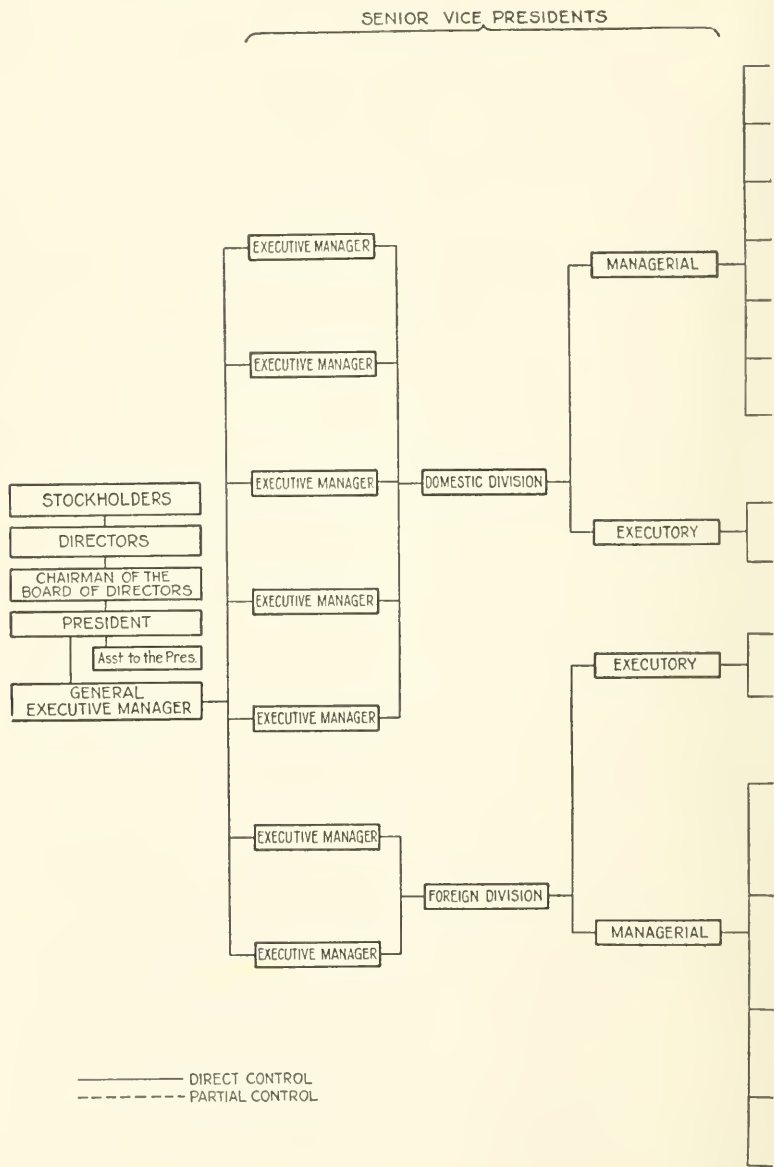 SENIOR VICE PRESIDENTS
EXECUTIVE MANAGER
EXECUTIVE MANAGER
EXECUTIVE MANAGER
EXECUTIVE MANAGER
EXECUTIVE MANAGER
EXECUTIVE MANAGER
EXECUTIVE MANAGER
STOCKHOLDERS
DIRECTORS
CHAIRMAN OF THE
BOARD OF DIRECTORS
PRESIDENT
Asst to the Pres.
GENERAL
EXECUTIVE MANAGER
DOMESTIC DIVISION
FOREIGN DIVISION
MANAGERIAL
EXECUTORY
EXECUTORY
MANAGERIAL
DIRECT CONTROL
PARTIAL CONTROL